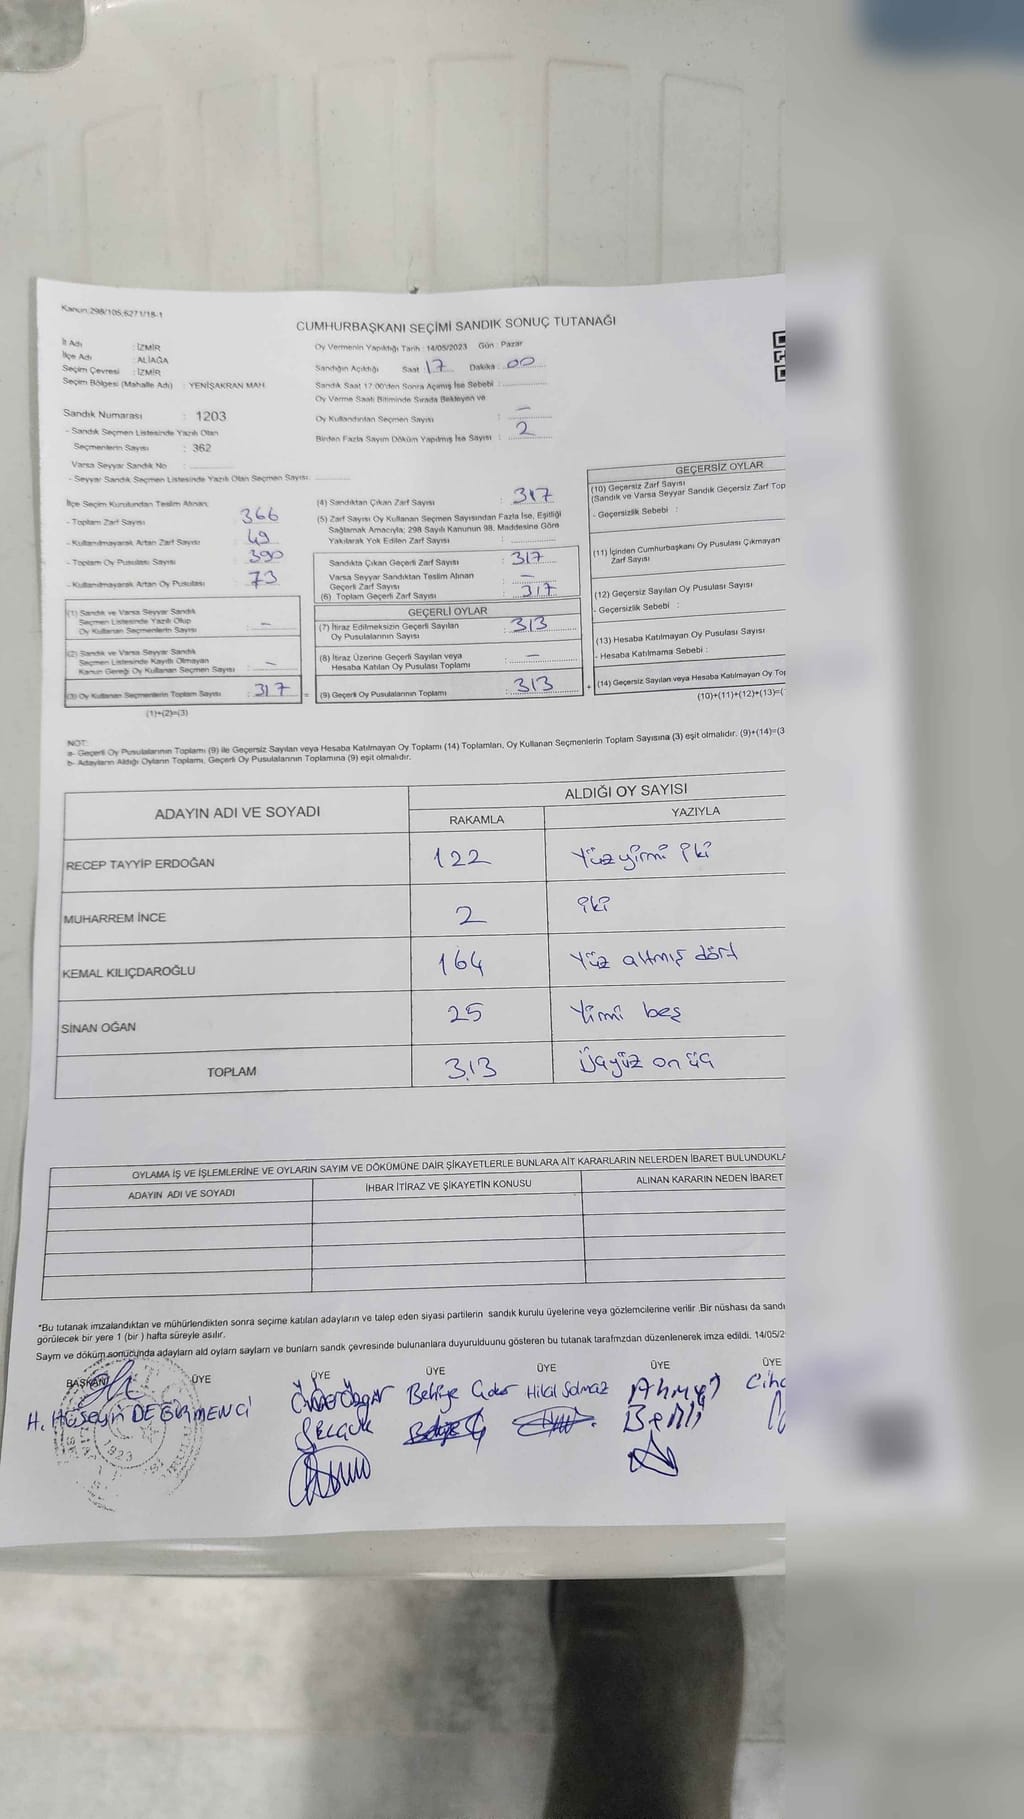 Kanun:298/105,6271/18-1
CUMHURBAŞKANI SEÇİMİ SANDIK SONUÇ TUTANAĞI
İl Adı : İZMİR
İlçe Adı : ALİAĞA
Seçim Çevresi : İZMİR
Seçim Bölgesi (Mahalle Adı) : YENİŞAKRAN MAH.
Sandık Numarası : 1203
- Sandık Seçmen Listesinde Yazılı Olan
Seçmenlerin Sayısı : 362
Varsa Seyyar Sandık No :
- Seyyar Sandık Seçmen Listesinde Yazılı Olan Seçmen Sayısı:
Oy Vermenin Yapıldığı Tarih : 14/05/2023 Gün : Pazar
Sandığın Açıldığı Saat 17 Dakika : 00
Sandık Saat 17:00'den Sonra Açımış İse Sebebi :
Oy Verme Saati Bitiminde Sırada Bekleyen ve
Oy Kullandırılan Seçmen Sayısı : -
Birden Fazla Sayım Döküm Yapılmış İse Sayısı : 2
İlçe Seçim Kurulundan Teslim Alınan;
- Toplam Zarf Sayısı 366
- Kullanılmayarak Artan Zarf Sayısı 49
- Toplam Oy Pusulası Sayısı 390
- Kullanılmayarak Artan Oy Pusulası 73
(1) Sandık ve Varsa Seyyar Sandık
Seçmen Listesinde Yazılı Olup
Oy Kullanan Seçmenlerin Sayısı : -
(2) Sandık ve Varsa Seyyar Sandık
Seçmen Listesinde Kayıtlı Olmayan
Kanun Gereği Oy Kullanan Seçmen Sayısı : -
(3) Oy Kullanan Seçmenlerin Toplam Sayısı : 317
(1)+(2)=(3)
(4) Sandıktan Çıkan Zarf Sayısı : 317
(5) Zarf Sayısı Oy Kullanan Seçmen Sayısından Fazla İse, Eşitliği
Sağlamak Amacıyla; 298 Sayılı Kanunun 98. Maddesine Göre
Yakılarak Yok Edilen Zarf Sayısı :
Sandıkta Çıkan Geçerli Zarf Sayısı : 317
Varsa Seyyar Sandıktan Teslim Alınan
Geçerli Zarf Sayısı : -
(6) Toplam Geçerli Zarf Sayısı : 317
GEÇERLİ OYLAR
(7) İtiraz Edilmeksizin Geçerli Sayılan
Oy Pusulalarının Sayısı : 313
(8) İtiraz Üzerine Geçerli Sayılan veya
Hesaba Katılan Oy Pusulası Toplamı : -
(9) Geçerli Oy Pusulalarının Toplamı : 313
GEÇERSİZ OYLAR
(10) Geçersiz Zarf Sayısı
(Sandık ve Varsa Seyyar Sandık Geçersiz Zarf Top
- Geçersizlik Sebebi :
(11) İçinden Cumhurbaşkanı Oy Pusulası Çıkmayan
Zarf Sayısı
(12) Geçersiz Sayılan Oy Pusulası Sayısı
- Geçersizlik Sebebi :
(13) Hesaba Katılmayan Oy Pusulası Sayısı
- Hesaba Katılmama Sebebi :
(14) Geçersiz Sayılan veya Hesaba Katılmayan Oy Top
(10)+(11)+(12)+(13)=(
NOT:
a- Geçerli Oy Pusulalarının Toplamı (9) ile Geçersiz Sayılan veya Hesaba Katılmayan Oy Toplamı (14) Toplamları, Oy Kullanan Seçmenlerin Toplam Sayısına (3) eşit olmalıdır. (9)+(14)=(3
b- Adayların Aldığı Oyların Toplamı, Geçerli Oy Pusulalarının Toplamına (9) eşit olmalıdır.
ADAYIN ADI VE SOYADI ALDIĞI OY SAYISI
RAKAMLA YAZIYLA
RECEP TAYYİP ERDOĞAN 122 Yüz yirmi iki
MUHARREM İNCE 2 iki
KEMAL KILIÇDAROĞLU 164 Yüz altmış dört
SİNAN OĞAN 25 Yirmi beş
TOPLAM 313 Üçyüz on üç
OYLAMA İŞ VE İŞLEMLERİNE VE OYLARIN SAYIM VE DÖKÜMÜNE DAİR ŞİKAYETLERLE BUNLARA AİT KARARLARIN NELERDEN İBARET BULUNDUKLA
ADAYIN ADI VE SOYADI İHBAR İTİRAZ VE ŞİKAYETİN KONUSU ALINAN KARARIN NEDEN İBARET
*Bu tutanak imzalandıktan ve mühürlendikten sonra seçime katılan adayların ve talep eden siyasi partilerin sandık kurulu üyelerine veya gözlemcilerine verilir .Bir nüshası da sandı
görülecek bir yere 1 (bir ) hafta süreyle asılır.
Saym ve döküm sonucunda adaylarn ald oylarn saylarn ve bunlarn sandk çevresinde bulunanlara duyurulduunu gösteren bu tutanak tarafmzdan düzenlenerek imza edildi. 14/05/2
BAŞKAN ÜYE ÜYE ÜYE ÜYE ÜYE ÜYE
H. Hüseyin DEĞİRMENCİ
Selçuk
Behiye
Hilal Solmaz
Ahmet
1923